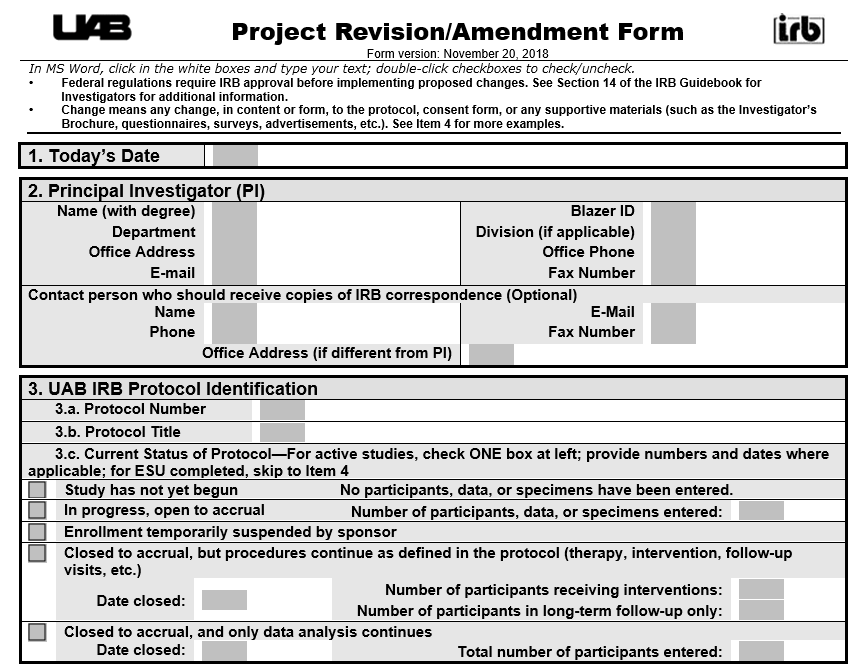 UAB
Project Revision/Amendment Form
irb
Form version: November 20, 2018
In MS Word, click in the white boxes and type your text; double-click checkboxes to check/uncheck.
• Federal regulations require IRB approval before implementing proposed changes. See Section 14 of the IRB Guidebook for
Investigators for additional information.
• Change means any change, in content or form, to the protocol, consent form, or any supportive materials (such as the Investigator's
Brochure, questionnaires, surveys, advertisements, etc.). See Item 4 for more examples.
1. Today's Date
2. Principal Investigator (PI)
Name (with degree) Blazer ID
Department Division (if applicable)
Office Address Office Phone
E-mail Fax Number
Contact person who should receive copies of IRB correspondence (Optional)
Name E-Mail
Phone Fax Number
Office Address (if different from PI)
3. UAB IRB Protocol Identification
3.a. Protocol Number
3.b. Protocol Title
3.c. Current Status of Protocol—For active studies, check ONE box at left; provide numbers and dates where
applicable; for ESU completed, skip to Item 4
Study has not yet begun No participants, data, or specimens have been entered.
In progress, open to accrual Number of participants, data, or specimens entered:
Enrollment temporarily suspended by sponsor
Closed to accrual, but procedures continue as defined in the protocol (therapy, intervention, follow-up
visits, etc.)
Date closed: Number of participants receiving interventions:
Number of participants in long-term follow-up only:
Closed to accrual, and only data analysis continues
Date closed: Total number of participants entered: